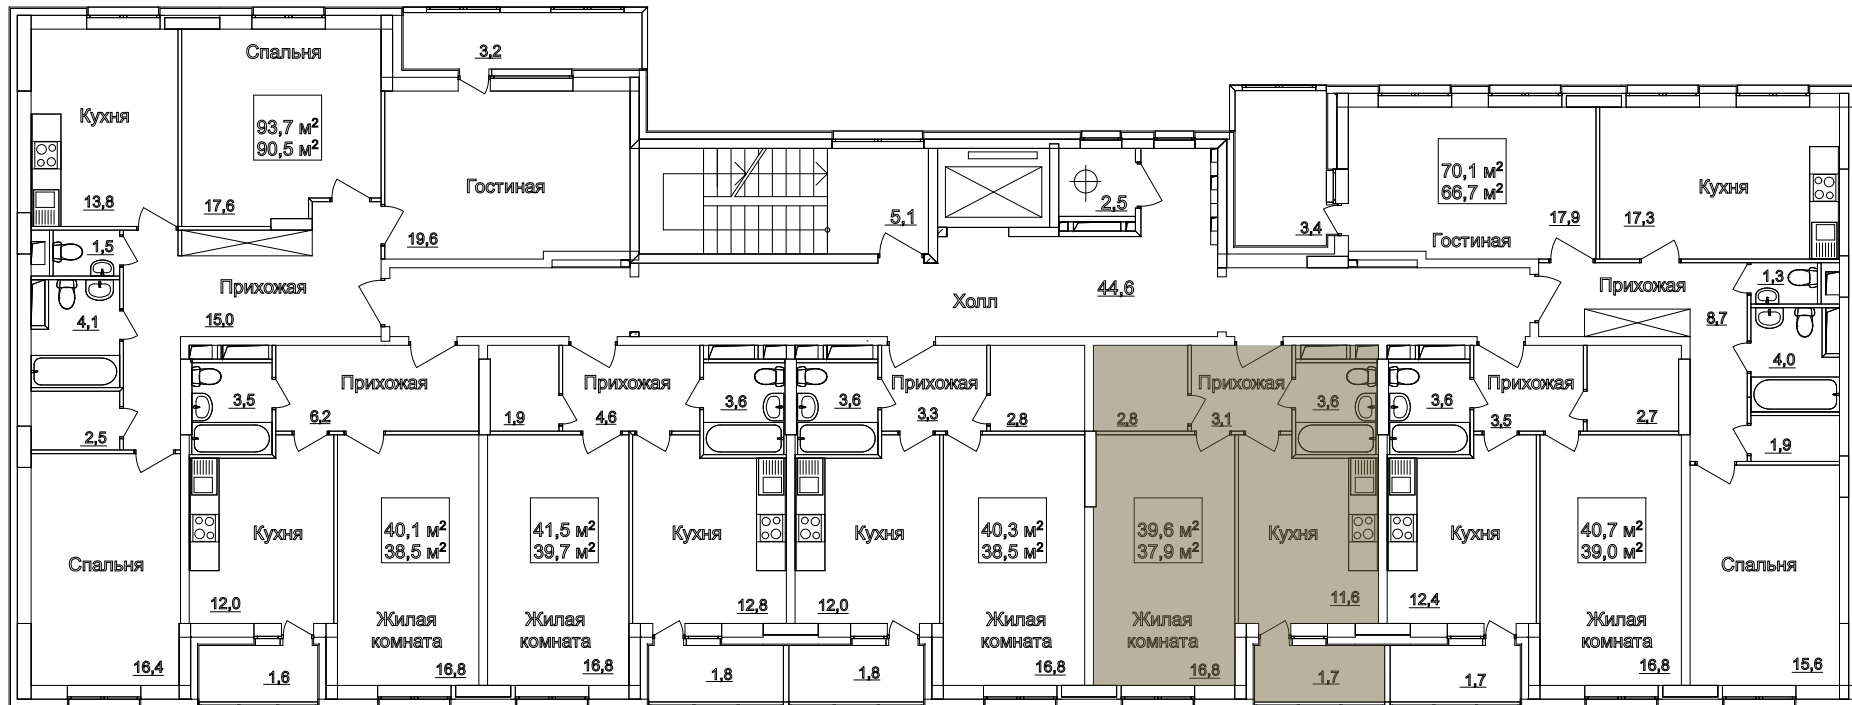 Спальня
3,2
Кухня
93,7 м²
90,5 м²
13,8
17,6
Гостиная
19,6
5,1
2,5
3,4
70,1 м²
66,7 м²
17,9
Гостиная
Кухня
17,3
1,5
4,1
Прихожая
15,0
Холл
44,6
Прихожая
8,7
1,3
4,0
2,5
3,5
Прихожая
6,2
1,9
Прихожая
4,6
3,6
3,6
Прихожая
3,3
2,8
2,8
Прихожая
3,1
3,6
3,6
Прихожая
3,5
2,7
1,9
Спальня
16,4
Кухня
12,0
40,1 м²
38,5 м²
Жилая
комната
16,8
41,5 м²
39,7 м²
Жилая
комната
16,8
Кухня
12,8
Кухня
12,0
40,3 м²
38,5 м²
Жилая
комната
16,8
39,6 м²
37,9 м²
Жилая
комната
16,8
Кухня
11,6
Кухня
12,4
40,7 м²
39,0 м²
Жилая
комната
16,8
Спальня
15,6
1,6
1,8
1,8
1,7
1,7